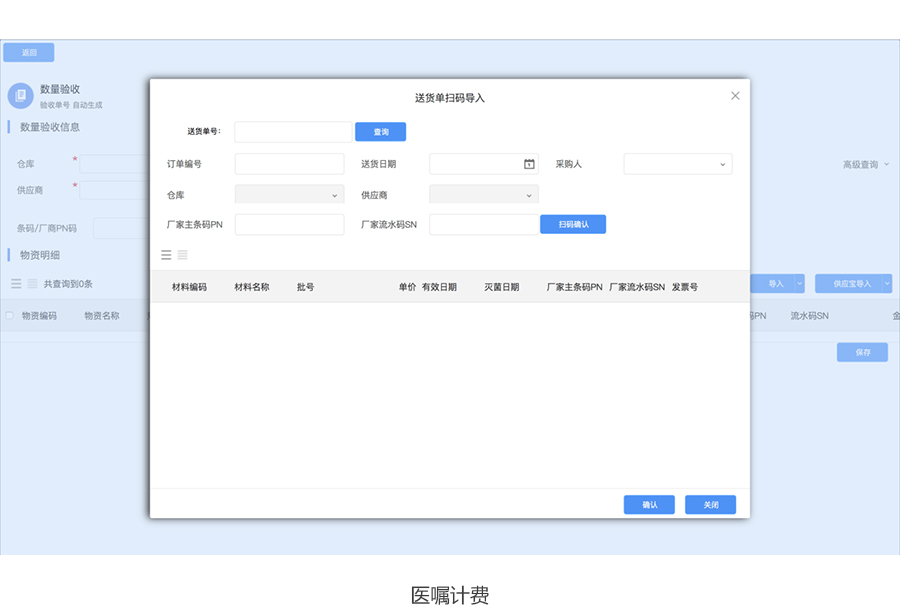 返回
数量验收
验收单号 自动生成
数量验收信息
仓库 *
供应商 *
条码/厂商PN码
高级查询
物资明细
共查询到0条
导入 供应宝导入
物资编码 物资名称 PN 流水码SN
保存
送货单扫码导入
送货单号: 查询
订单编号 送货日期 采购人
仓库 供应商
厂家主条码PN 厂家流水码SN 扫码确认
材料编码 材料名称 批号 单价 有效日期 灭菌日期 厂家主条码PN 厂家流水码SN 发票号
确认 关闭
医嘱计费